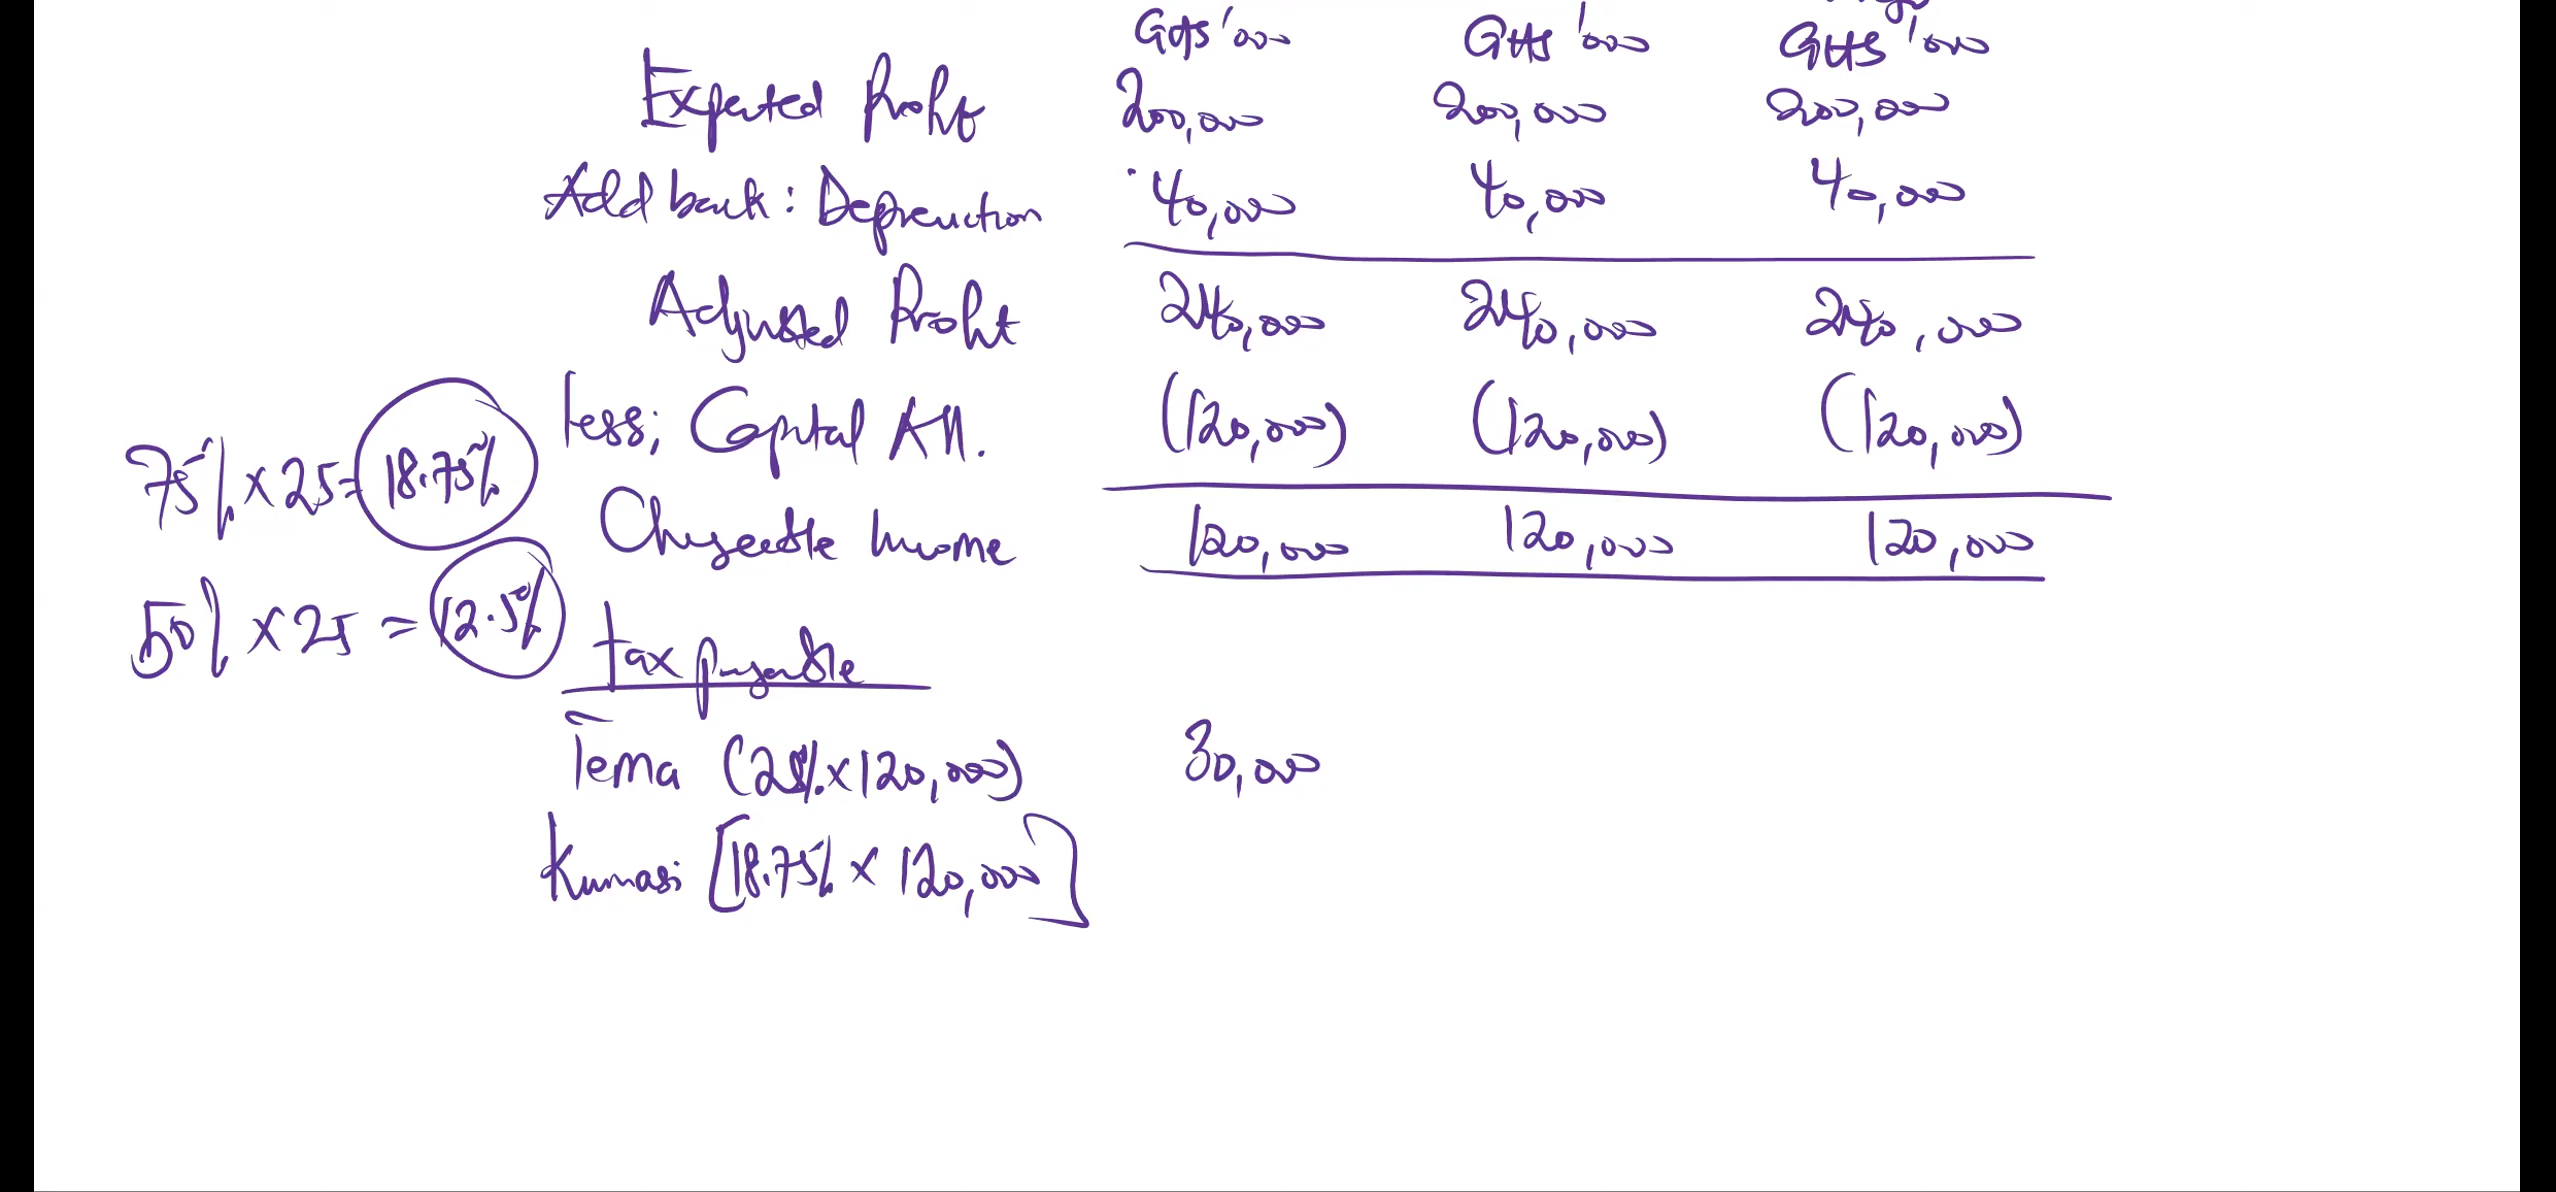 GHS '000 GHS '000 GHS '000
Expected Profit 200,000 200,000 200,000
Add back: Depreciation 40,000 40,000 40,000
Adjusted Profit 240,000 240,000 240,000
Less; Capital All. (120,000) (120,000) (120,000)
75% x 25 = 18.75%
Chargeable Income 120,000 120,000 120,000
50% x 25 = 12.5%
Tax payable
Tema (25% x 120,000) 30,000
Kumasi [18.75% x 120,000]